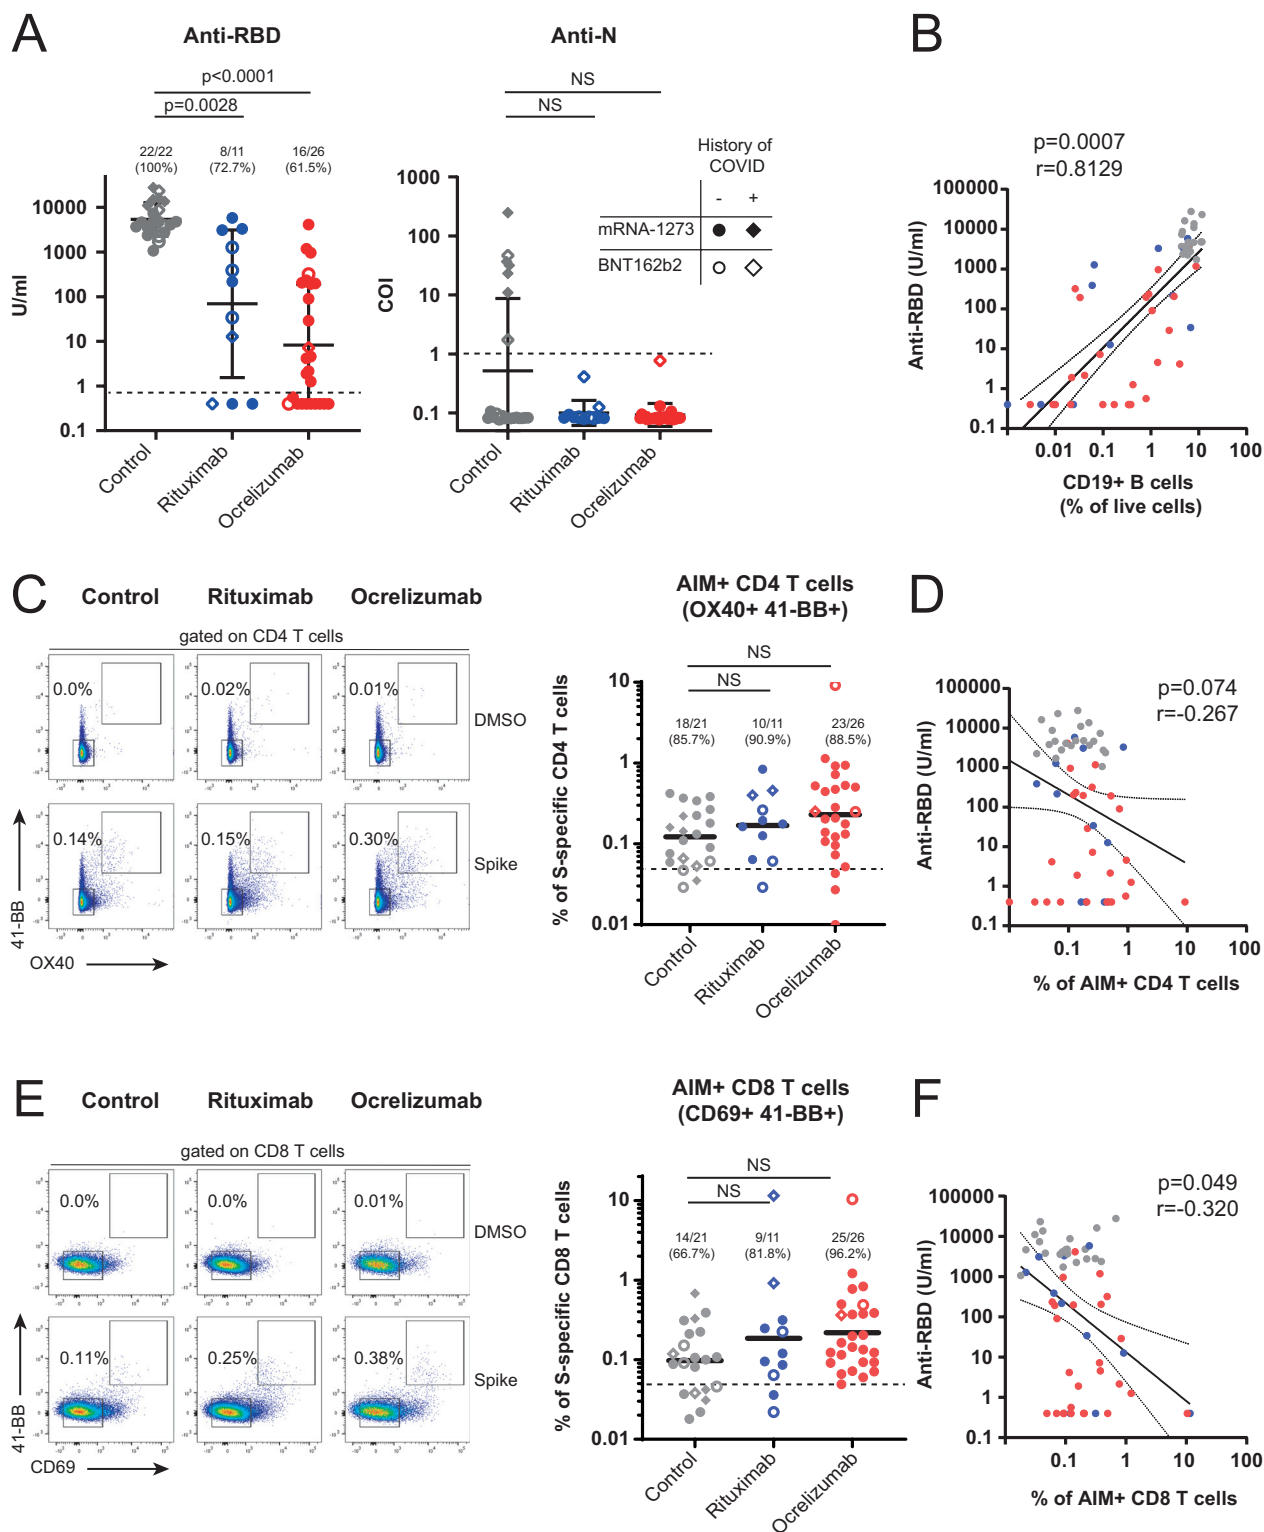 A
Anti-RBD
p<0.0001
p=0.0028
22/22
(100%)
8/11
(72.7%)
16/26
(61.5%)
U/ml
10000
1000
100
10
1
0.1
Control
Rituximab
Ocrelizumab
Anti-N
NS
NS
COI
1000
100
10
1
0.1
Control
Rituximab
Ocrelizumab
History of
COVID
- +
mRNA-1273
BNT162b2
B
p=0.0007
r=0.8129
Anti-RBD (U/ml)
100000
10000
1000
100
10
1
0.1
0.01 0.1 1 10 100
CD19+ B cells
(% of live cells)
C
Control Rituximab Ocrelizumab
gated on CD4 T cells
0.0% 0.02% 0.01%
DMSO
0.14% 0.15% 0.30%
Spike
41-BB
OX40
AIM+ CD4 T cells
(OX40+ 41-BB+)
NS
NS
18/21
(85.7%)
10/11
(90.9%)
23/26
(88.5%)
% of S-specific CD4 T cells
10
1
0.1
0.01
Control
Rituximab
Ocrelizumab
D
p=0.074
r=-0.267
Anti-RBD (U/ml)
100000
10000
1000
100
10
1
0.1
0.1 1 10 100
% of AIM+ CD4 T cells
E
Control Rituximab Ocrelizumab
gated on CD8 T cells
0.0% 0.0% 0.01%
DMSO
0.11% 0.25% 0.38%
Spike
41-BB
CD69
AIM+ CD8 T cells
(CD69+ 41-BB+)
NS
NS
14/21
(66.7%)
9/11
(81.8%)
25/26
(96.2%)
% of S-specific CD8 T cells
10
1
0.1
0.01
Control
Rituximab
Ocrelizumab
F
p=0.049
r=-0.320
Anti-RBD (U/ml)
100000
10000
1000
100
10
1
0.1
0.1 1 10 100
% of AIM+ CD8 T cells